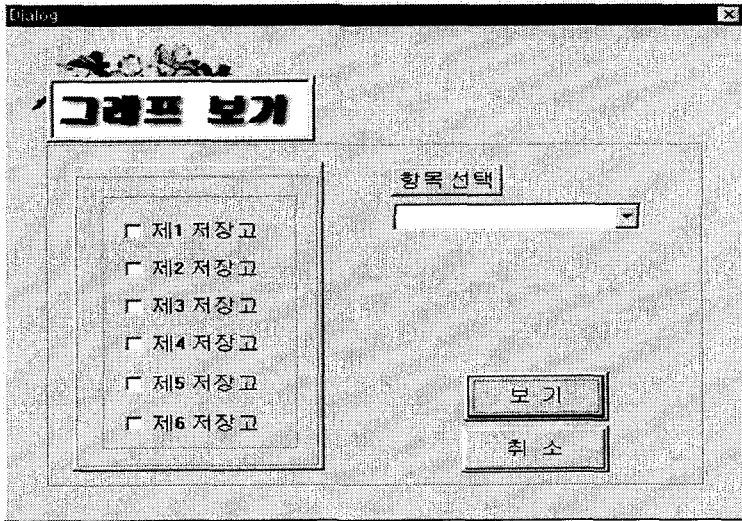 Dialog
그래프 보기
항목 선택
제1 저장고
제2 저장고
제3 저장고
제4 저장고
제5 저장고
제6 저장고
보 기
취 소